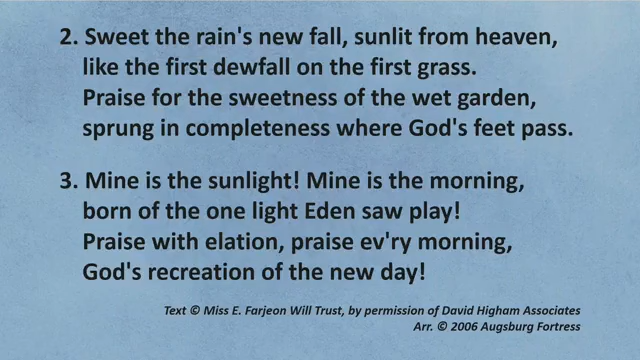 2. Sweet the rain's new fall, sunlit from heaven,
like the first dewfall on the first grass.
Praise for the sweetness of the wet garden,
sprung in completeness where God's feet pass.
3. Mine is the sunlight! Mine is the morning,
born of the one light Eden saw play!
Praise with elation, praise ev'ry morning,
God's recreation of the new day!
Text © Miss E. Farjeon Will Trust, by permission of David Higham Associates
Arr. © 2006 Augsburg Fortress